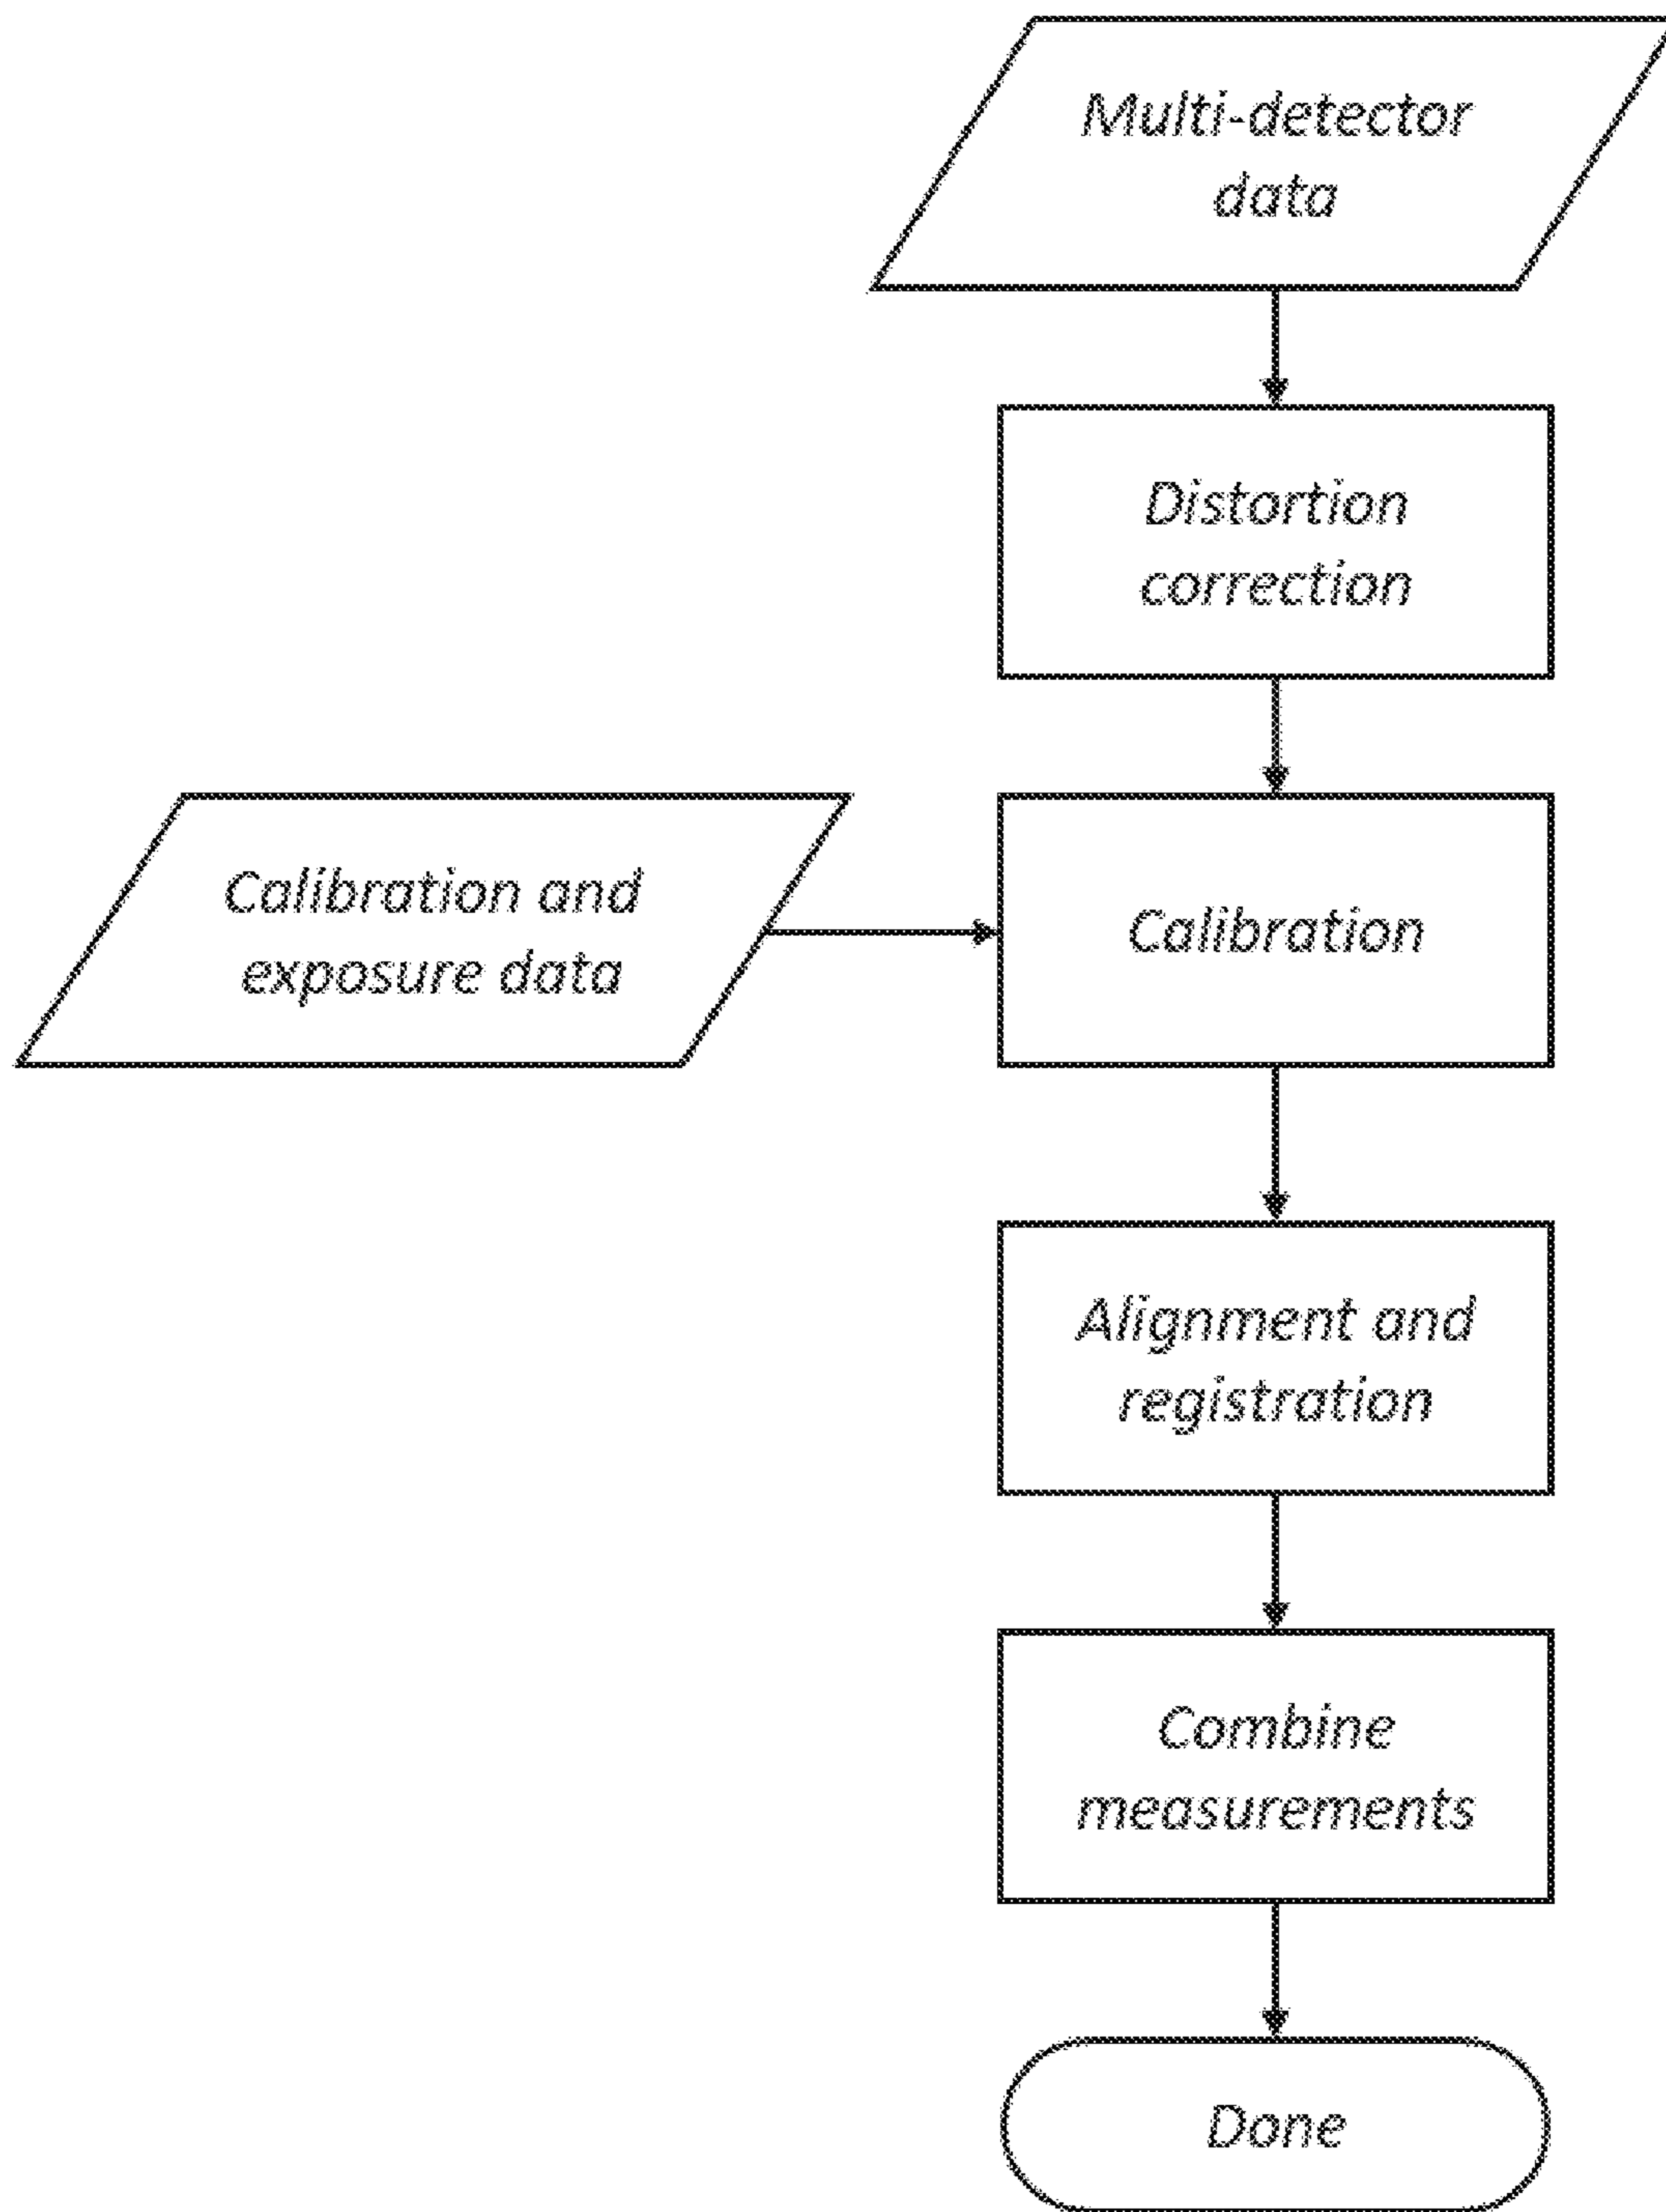 Multi-detector
data
Distortion
correction
Calibration and
exposure data
Calibration
Alignment and
registration
Combine
measurements
Done